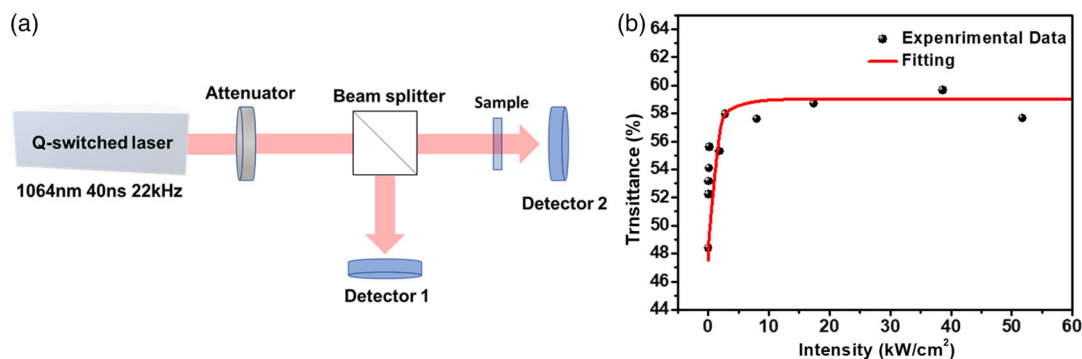 (a)
Attenuator
Beam splitter
Sample
Q-switched laser
1064nm 40ns 22kHz
Detector 2
Detector 1
(b)
64
62
60
58
56
54
52
50
48
46
44
Trnsittance (%)
Expenrimental Data
Fitting
0 10 20 30 40 50 60
Intensity (kW/cm²)